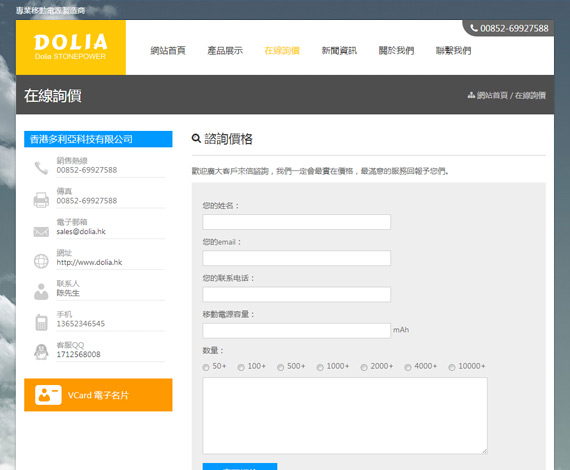 專業移動電源製造商
00852-69927588
DOLIA
Dolia STONEPOWER
網站首頁 產品展示 在線詢價 新聞資訊 關於我們 聯繫我們
在線詢價
網站首頁 / 在線詢價
香港多利亞科技有限公司
銷售熱線
00852-69927588
傳真
00852-69927588
電子郵箱
sales@dolia.hk
網址
http://www.dolia.hk
联系人
陈先生
手机
13652346545
客服QQ
1712568008
VCard 電子名片
諮詢價格
歡迎廣大客戶來信諮詢，我們一定會最實在價格，最滿意的服務回報予您們。
您的姓名：
您的email：
您的联系电话：
移動電源容量：
mAh
数量：
50+ 100+ 500+ 1000+ 2000+ 4000+ 10000+